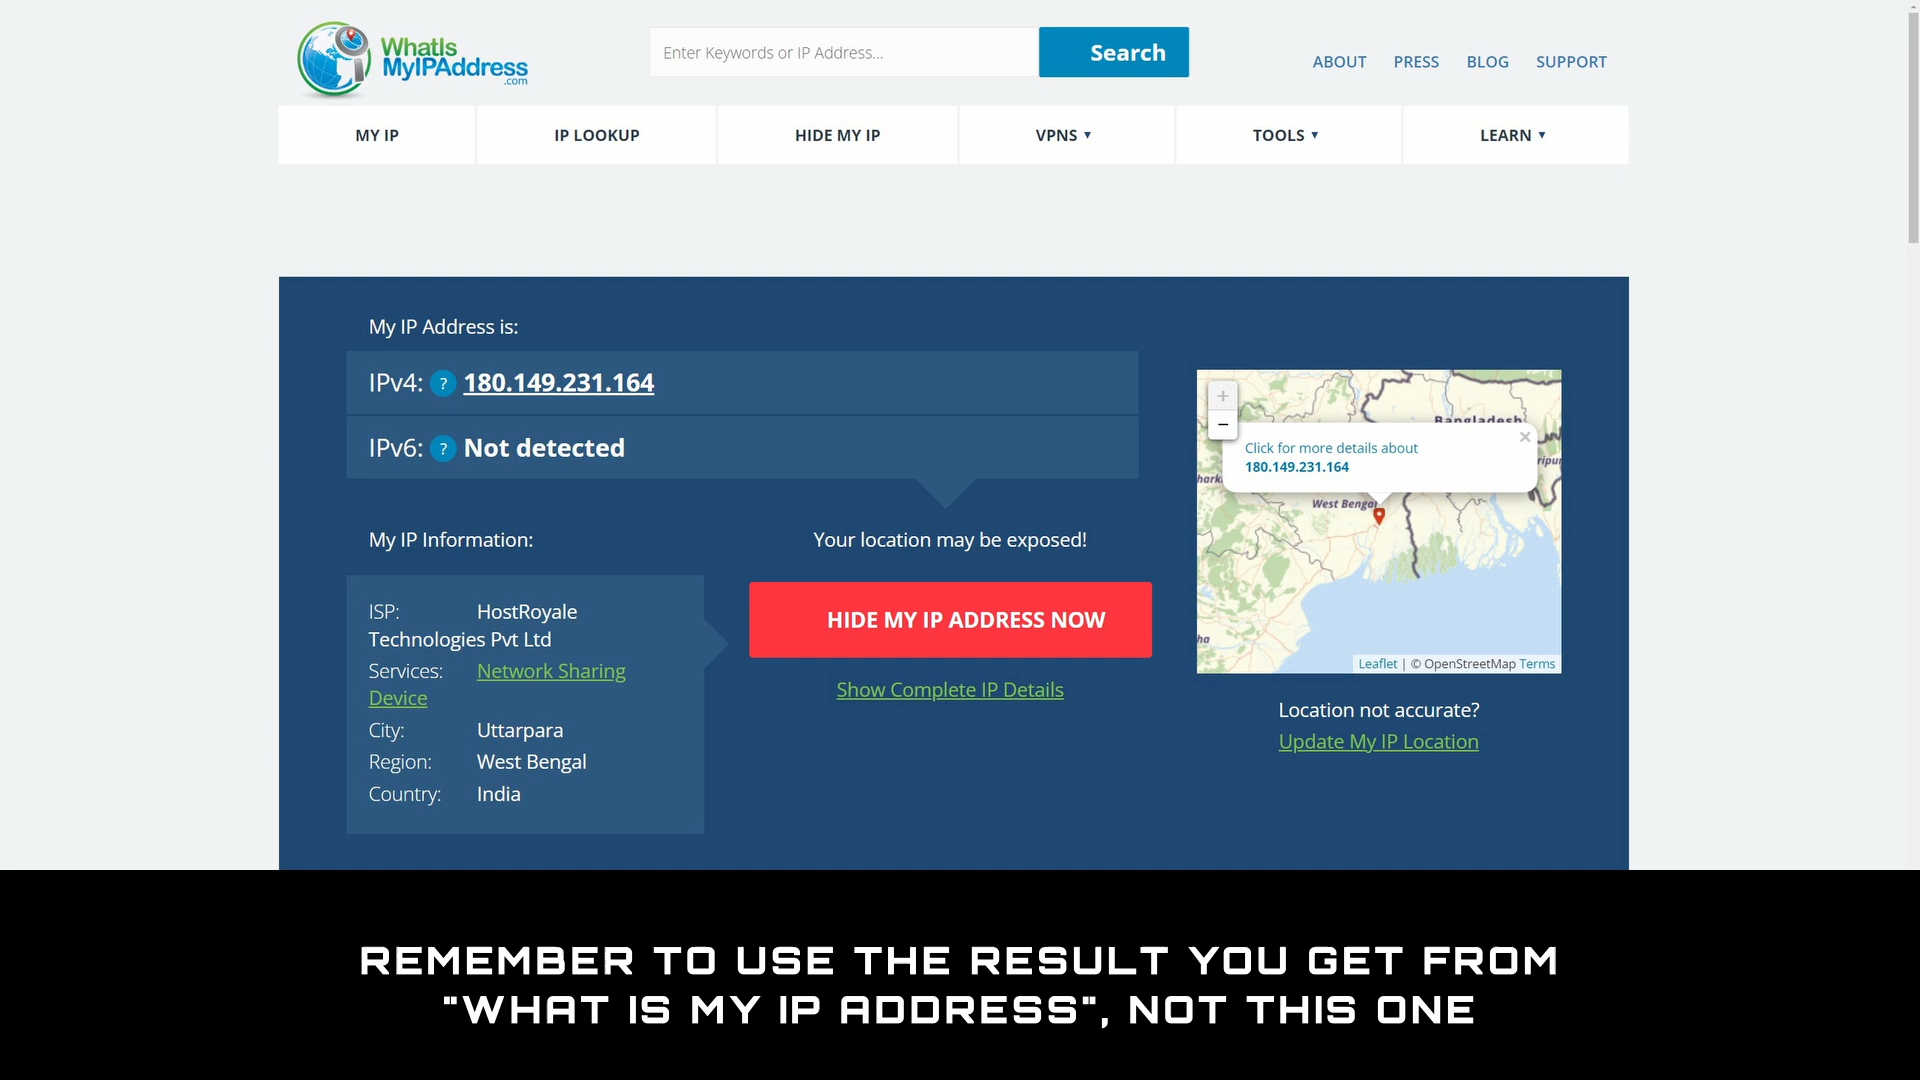 WhatIs
MyIPAddress
.com
Enter Keywords or IP Address...
Search
ABOUT PRESS BLOG SUPPORT
MY IP IP LOOKUP HIDE MY IP VPNS ▼ TOOLS ▼ LEARN ▼
My IP Address is:
IPv4: ? 180.149.231.164
IPv6: ? Not detected
My IP Information:
ISP: HostRoyale
Technologies Pvt Ltd
Services: Network Sharing
Device
City: Uttarpara
Region: West Bengal
Country: India
Your location may be exposed!
HIDE MY IP ADDRESS NOW
Show Complete IP Details
+
−
Bangladesh
Click for more details about
180.149.231.164
×
West Bengal
Leaflet | © OpenStreetMap Terms
Location not accurate?
Update My IP Location
REMEMBER TO USE THE RESULT YOU GET FROM
"WHAT IS MY IP ADDRESS", NOT THIS ONE